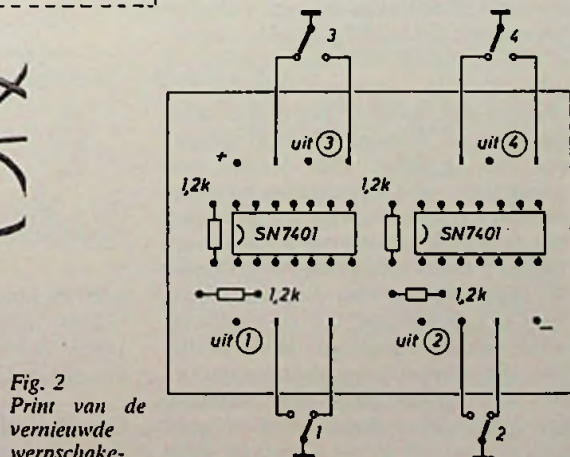 3
4
uit ③
uit ④
+
1,2k
1,2k
SN7401
SN7401
1,2k
1,2k
uit ①
uit ②
−
1
2
Fig. 2
Print van de
vernieuwde
wernschake-